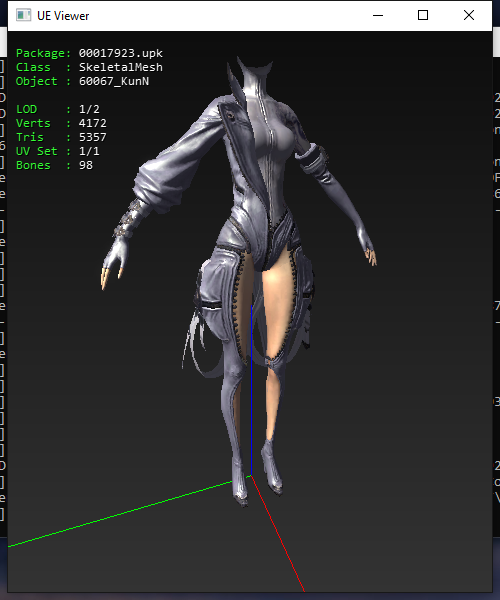 UE Viewer
Package: 00017923.upk
Class : SkeletalMesh
Object : 60067_KunN
LOD : 1/2
Verts : 4172
Tris : 5357
UV Set : 1/1
Bones : 98